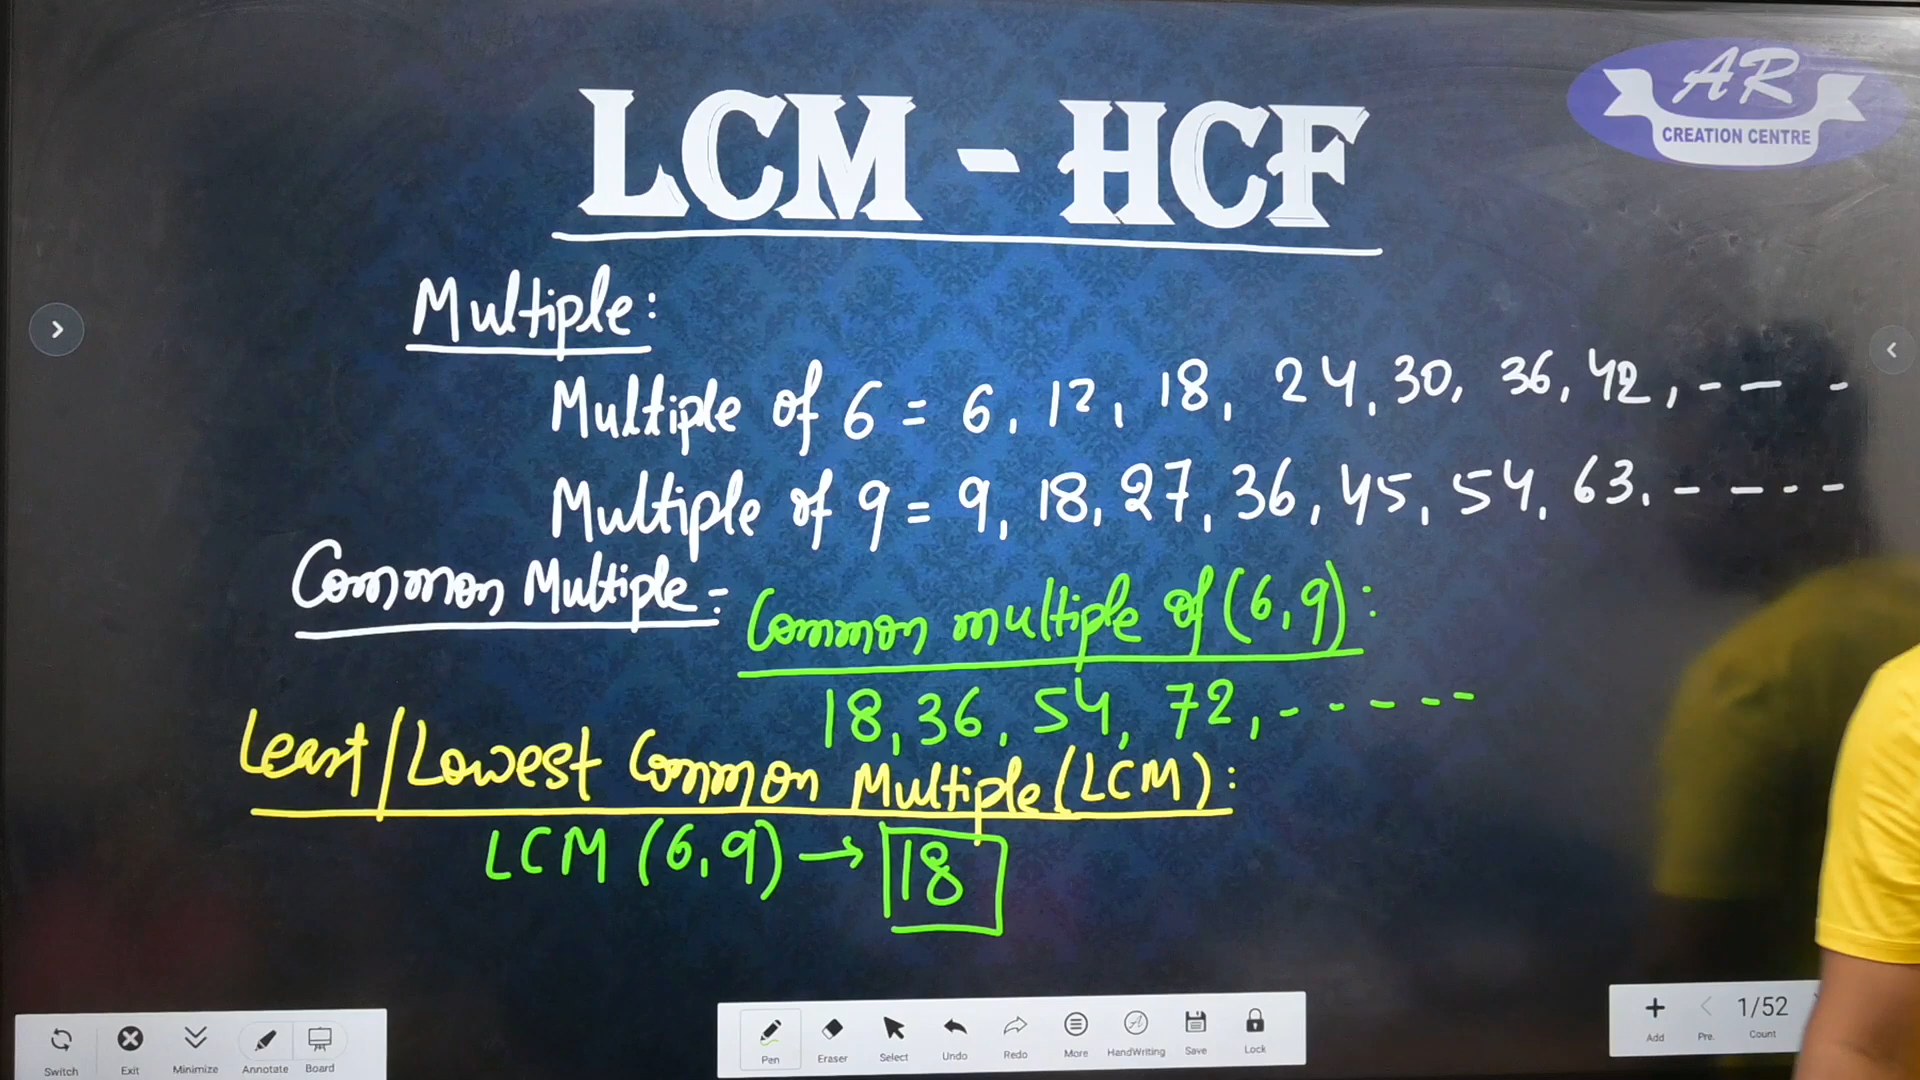 AR
CREATION CENTRE
LCM - HCF
Multiple:
Multiple of 6 = 6, 12, 18, 24, 30, 36, 42, - - -
Multiple of 9 = 9, 18, 27, 36, 45, 54, 63, - - - -
Common Multiple:
Common multiple of (6,9):
18, 36, 54, 72, - - - - -
Least/Lowest Common Multiple (LCM):
LCM (6,9) → 18
Switch Exit Minimize Annotate Board
Pen Eraser Select Undo Redo More HandWriting Save Lock
1/52
Add Pre. Count